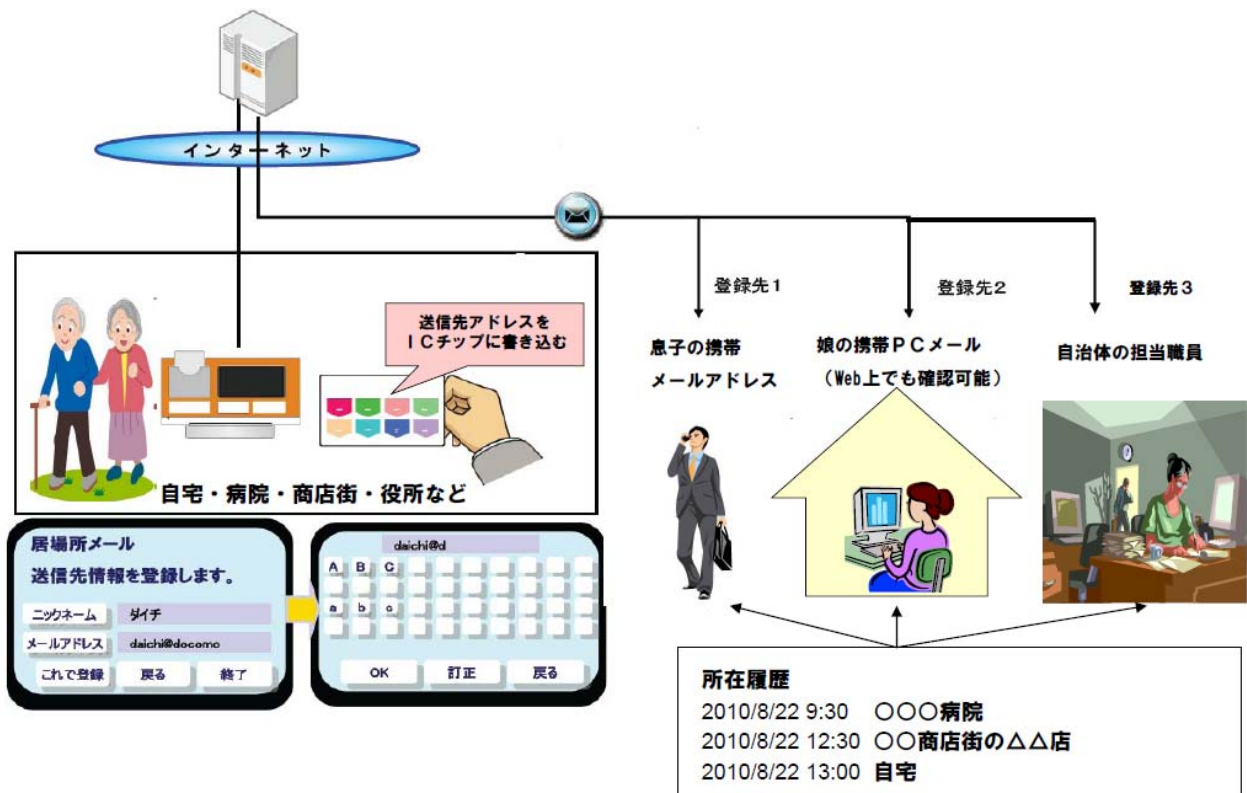 インターネット
登録先1
登録先2
登録先3
送信先アドレスを
ICチップに書き込む
息子の携帯
メールアドレス
娘の携帯PCメール
(Web上でも確認可能)
自治体の担当職員
自宅・病院・商店街・役所など
居場所メール
送信先情報を登録します。
ニックネーム
ダイチ
メールアドレス
daichi@docomo
これで登録
戻る
終了
daichi@d
A B C
a b c
OK
訂正
戻る
所在履歴
2010/8/22 9:30 ○○○病院
2010/8/22 12:30 ○○商店街の△△店
2010/8/22 13:00 自宅